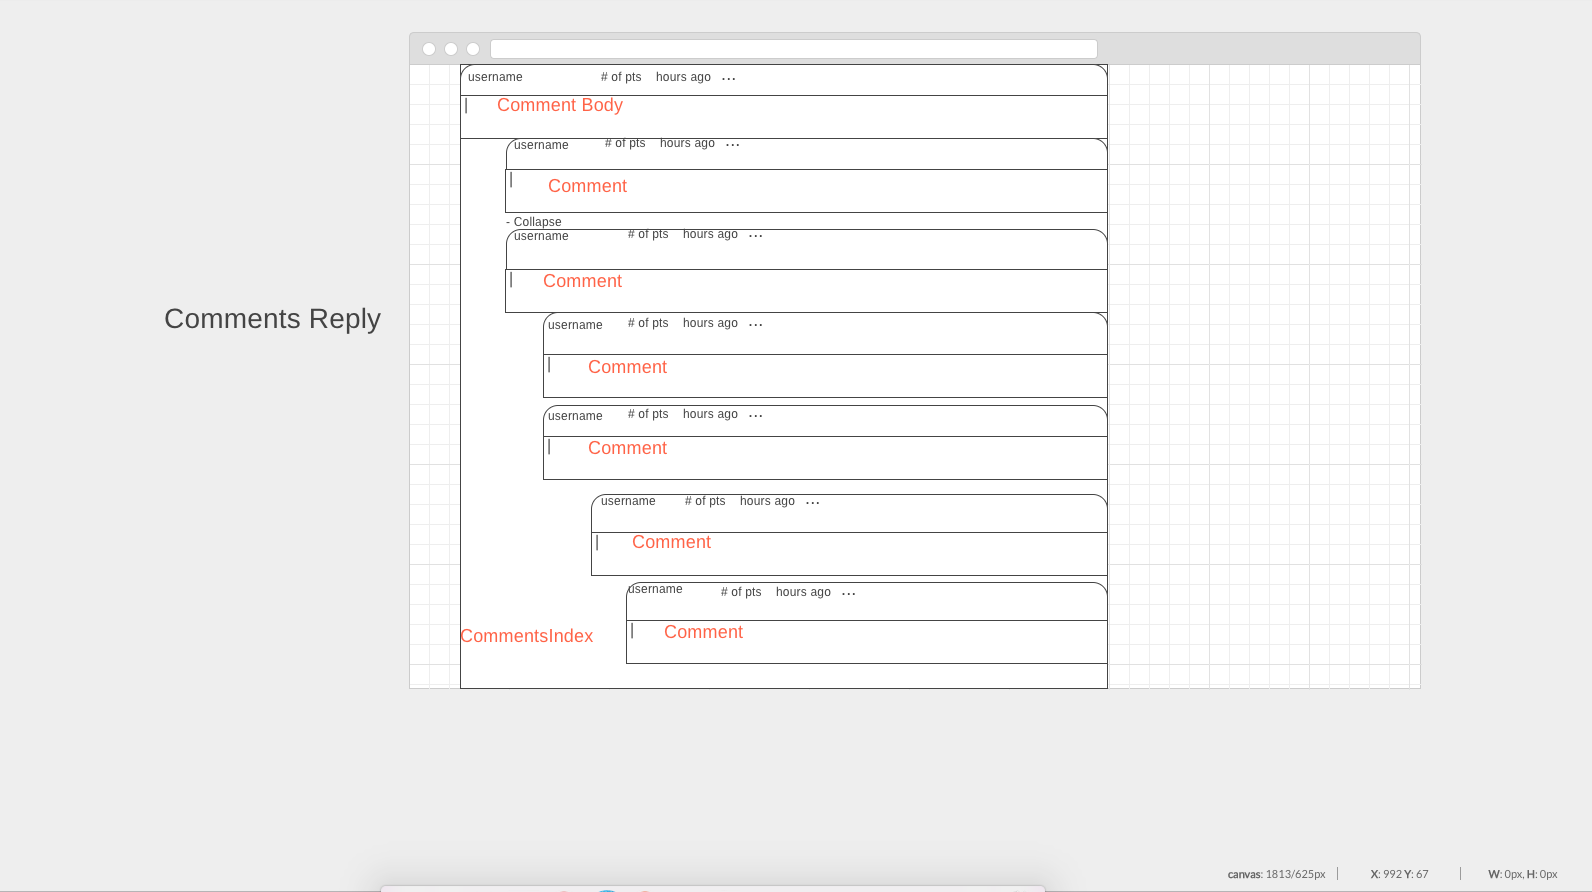 username # of pts hours ago ...
| Comment Body
username # of pts hours ago ...
| Comment
- Collapse
username # of pts hours ago ...
| Comment
Comments Reply
username # of pts hours ago ...
| Comment
username # of pts hours ago ...
| Comment
username # of pts hours ago ...
| Comment
username # of pts hours ago ...
| Comment
CommentsIndex
canvas: 1813/625px | X: 992 Y: 67 | W: 0px, H: 0px